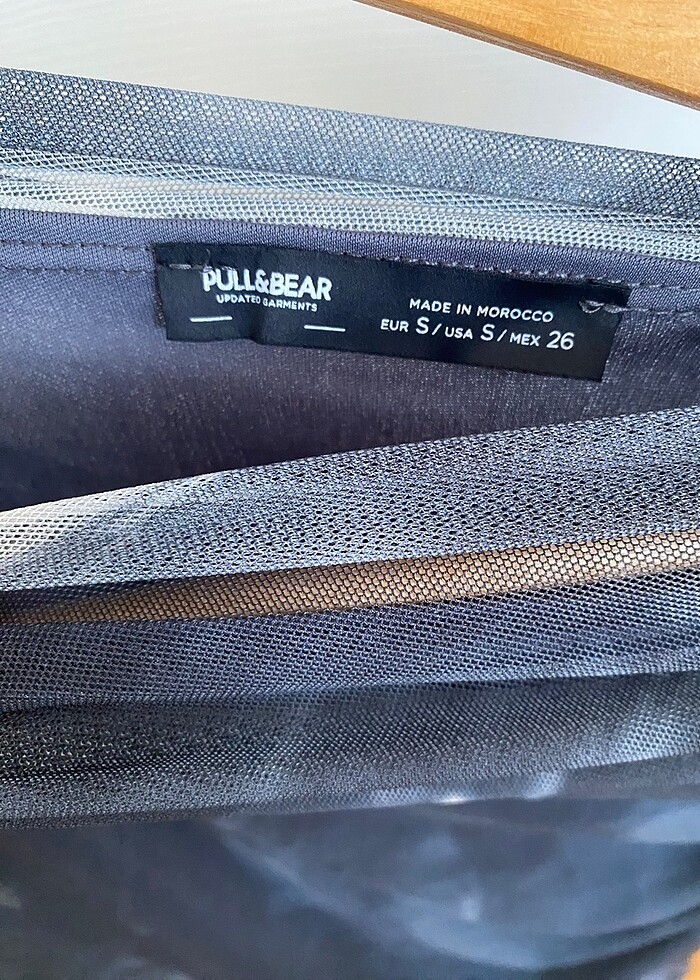 PULL&BEAR
UPDATED GARMENTS
MADE IN MOROCCO
EUR S / USA S / MEX 26